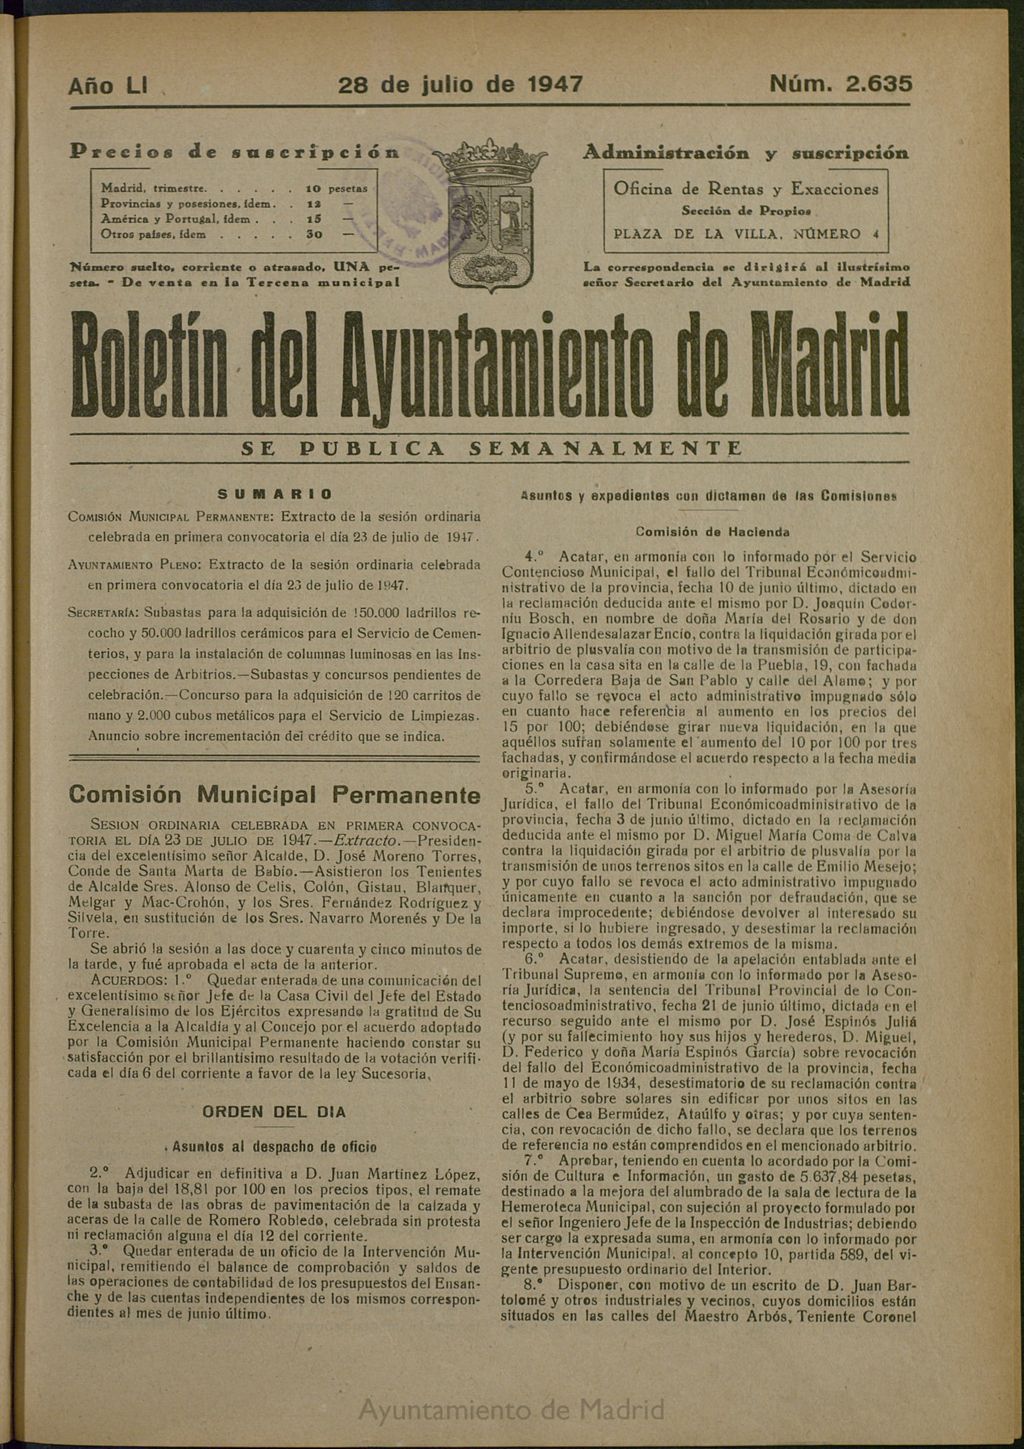 Año LI
28 de julio de 1947
Núm. 2.635
Precios de suscripción
Madrid, trimestre. . . . . . 10 pesetas
Provincias y posesiones, ídem. . 12 —
América y Portugal, ídem . . . 15 —
Otros países, ídem . . . . . 30 —
Número suelto, corriente o atrasado, UNA pe-
seta. - De venta en la Tercena municipal
Administración y suscripción
Oficina de Rentas y Exacciones
Sección de Propios
PLAZA DE LA VILLA, NÚMERO 4
La correspondencia se dirigirá al ilustrísimo
señor Secretario del Ayuntamiento de Madrid
Boletín del Ayuntamiento de Madrid
SE PUBLICA SEMANALMENTE
SUMARIO
COMISIÓN MUNICIPAL PERMANENTE: Extracto de la sesión ordinaria
celebrada en primera convocatoria el día 23 de julio de 1947.
AYUNTAMIENTO PLENO: Extracto de la sesión ordinaria celebrada
en primera convocatoria el día 23 de julio de 1947.
SECRETARÍA: Subastas para la adquisición de 150.000 ladrillos re-
cocho y 50.000 ladrillos cerámicos para el Servicio de Cemen-
terios, y para la instalación de columnas luminosas en las Ins-
pecciones de Arbitrios.—Subastas y concursos pendientes de
celebración.—Concurso para la adquisición de 120 carritos de
mano y 2.000 cubos metálicos para el Servicio de Limpiezas.
Anuncio sobre incrementación del crédito que se indica.
Comisión Municipal Permanente
SESION ORDINARIA CELEBRADA EN PRIMERA CONVOCA-
TORIA EL DÍA 23 DE JULIO DE 1947.—Extracto.—Presiden-
cia del excelentísimo señor Alcalde, D. José Moreno Torres,
Conde de Santa Marta de Babío.—Asistieron los Tenientes
de Alcalde Sres. Alonso de Celis, Colón, Gistau, Blanquer,
Melgar y Mac-Crohón, y los Sres. Fernández Rodríguez y
Silvela, en sustitución de los Sres. Navarro Morenés y De la
Torre.
Se abrió la sesión a las doce y cuarenta y cinco minutos de
la tarde, y fué aprobada el acta de la anterior.
ACUERDOS: 1.º Quedar enterada de una comunicación del
excelentísimo señor Jefe de la Casa Civil del Jefe del Estado
y Generalísimo de los Ejércitos expresando la gratitud de Su
Excelencia a la Alcaldía y al Concejo por el acuerdo adoptado
por la Comisión Municipal Permanente haciendo constar su
satisfacción por el brillantísimo resultado de la votación verifi-
cada el día 6 del corriente a favor de la ley Sucesoria,
ORDEN DEL DIA
Asuntos al despacho de oficio
2.º Adjudicar en definitiva a D. Juan Martínez López,
con la baja del 18,81 por 100 en los precios tipos, el remate
de la subasta de las obras de pavimentación de la calzada y
aceras de la calle de Romero Robledo, celebrada sin protesta
ni reclamación alguna el día 12 del corriente.
3.º Quedar enterada de un oficio de la Intervención Mu-
nicipal, remitiendo el balance de comprobación y saldos de
las operaciones de contabilidad de los presupuestos del Ensan-
che y de las cuentas independientes de los mismos correspon-
dientes al mes de junio último.
Asuntos y expedientes con dictamen de las Comisiones
Comisión de Hacienda
4.º Acatar, en armonía con lo informado por el Servicio
Contencioso Municipal, el fallo del Tribunal Económicoadmi-
nistrativo de la provincia, fecha 10 de junio último, dictado en
la reclamación deducida ante el mismo por D. Joaquín Codor-
níu Bosch, en nombre de doña María del Rosario y de don
Ignacio Allendesalazar Encío, contra la liquidación girada por el
arbitrio de plusvalía con motivo de la transmisión de participa-
ciones en la casa sita en la calle de la Puebla, 19, con fachada
a la Corredera Baja de San Pablo y calle del Alamo; y por
cuyo fallo se revoca el acto administrativo impugnado sólo
en cuanto hace referencia al aumento en los precios del
15 por 100; debiéndose girar nueva liquidación, en la que
aquéllos sufran solamente el aumento del 10 por 100 por tres
fachadas, y confirmándose el acuerdo respecto a la fecha media
originaria.
5.º Acatar, en armonía con lo informado por la Asesoría
Jurídica, el fallo del Tribunal Económicoadministrativo de la
provincia, fecha 3 de junio último, dictado en la reclamación
deducida ante el mismo por D. Miguel María Coma de Calva
contra la liquidación girada por el arbitrio de plusvalía por la
transmisión de unos terrenos sitos en la calle de Emilio Mesejo;
y por cuyo fallo se revoca el acto administrativo impugnado
únicamente en cuanto a la sanción por defraudación, que se
declara improcedente; debiéndose devolver al interesado su
importe, si lo hubiere ingresado, y desestimar la reclamación
respecto a todos los demás extremos de la misma.
6.º Acatar, desistiendo de la apelación entablada ante el
Tribunal Supremo, en armonía con lo informado por la Aseso-
ría Jurídica, la sentencia del Tribunal Provincial de lo Con-
tenciosoadministrativo, fecha 21 de junio último, dictada en el
recurso seguido ante el mismo por D. José Espinós Juliá
(y por su fallecimiento hoy sus hijos y herederos, D. Miguel,
D. Federico y doña María Espinós García) sobre revocación
del fallo del Económicoadministrativo de la provincia, fecha
11 de mayo de 1934, desestimatorio de su reclamación contra
el arbitrio sobre solares sin edificar por unos sitos en las
calles de Cea Bermúdez, Ataúlfo y otras; y por cuya senten-
cia, con revocación de dicho fallo, se declara que los terrenos
de referencia no están comprendidos en el mencionado arbitrio.
7.º Aprobar, teniendo en cuenta lo acordado por la Comi-
sión de Cultura e Información, un gasto de 5.637,84 pesetas,
destinado a la mejora del alumbrado de la sala de lectura de la
Hemeroteca Municipal, con sujeción al proyecto formulado por
el señor Ingeniero Jefe de la Inspección de Industrias; debiendo
ser cargo la expresada suma, en armonía con lo informado por
la Intervención Municipal, al concepto 10, partida 589, del vi-
gente presupuesto ordinario del Interior.
8.º Disponer, con motivo de un escrito de D. Juan Bar-
tolomé y otros industriales y vecinos, cuyos domicilios están
situados en las calles del Maestro Arbós, Teniente Coronel
Ayuntamiento de Madrid